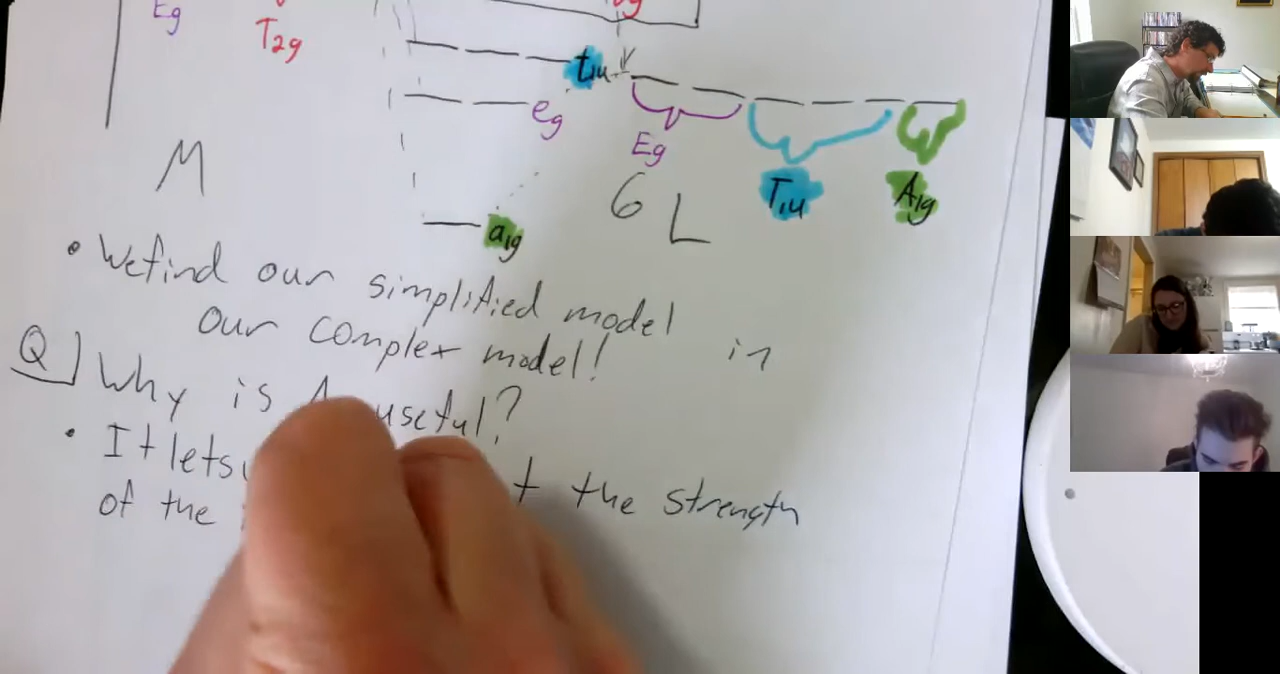 Eg
T2g
t1u
eg
Eg
T1u
A1g
M
6 L
a1g
• We find our simplified model in
our complex model!
Q] Why is useful?
• It lets the strength
of the